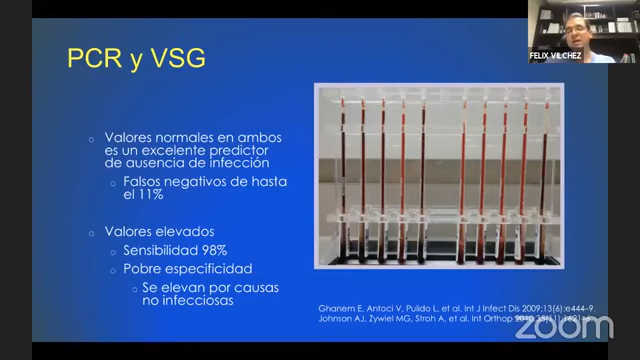 FELIX VILCHEZ
PCR y VSG
Valores normales en ambos
es un excelente predictor
de ausencia de infección
Falsos negativos de hasta
el 11%
Valores elevados
Sensibilidad 98%
Pobre especificidad
Se elevan por causas
no infecciosas
Ghanem E, Antoci V, Pulido L, et al. Int J Infect Dis 2009;13(6):e444–9.
Johnson AJ, Zywiel MG, Stroh A, et al. Int Orthop
zoom